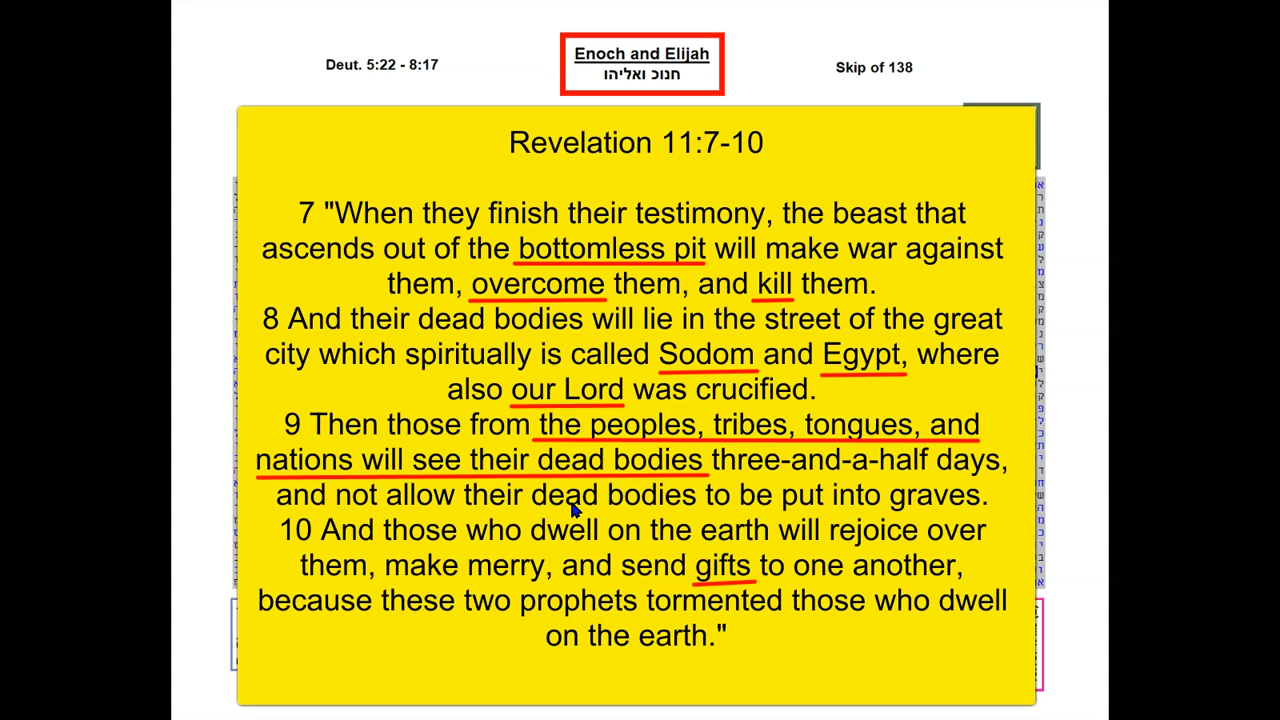 Deut. 5:22 - 8:17
Enoch and Elijah
חנוכ ואליהו
Skip of 138
Revelation 11:7-10
7 "When they finish their testimony, the beast that
ascends out of the bottomless pit will make war against
them, overcome them, and kill them.
8 And their dead bodies will lie in the street of the great
city which spiritually is called Sodom and Egypt, where
also our Lord was crucified.
9 Then those from the peoples, tribes, tongues, and
nations will see their dead bodies three-and-a-half days,
and not allow their dead bodies to be put into graves.
10 And those who dwell on the earth will rejoice over
them, make merry, and send gifts to one another,
because these two prophets tormented those who dwell
on the earth."